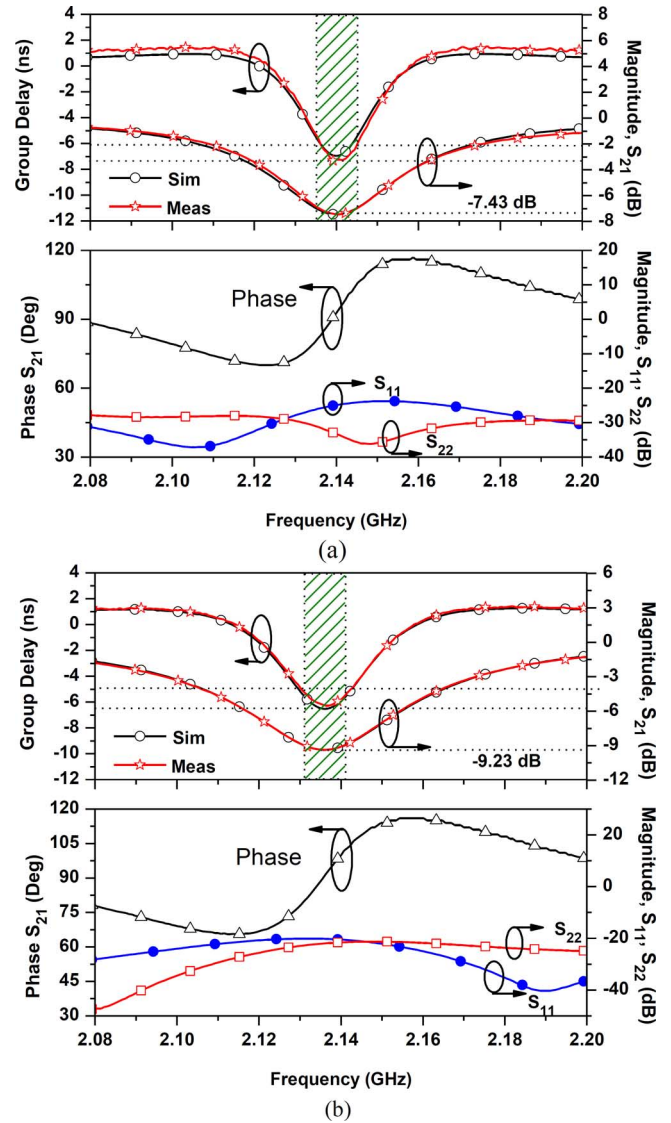 4
2
0
-2
-4
-6
-8
-10
-12
Group Delay (ns)
Sim
Meas
-7.43 dB
8
6
4
2
0
-2
-4
-6
-8
Magnitude, S21 (dB)
120
90
60
30
Phase S21 (Deg)
Phase
S11
S22
20
10
0
-10
-20
-30
-40
Magnitude, S11, S22 (dB)
2.08
2.10
2.12
2.14
2.16
2.18
2.20
Frequency (GHz)
(a)
4
2
0
-2
-4
-6
-8
-10
-12
Group Delay (ns)
Sim
Meas
-9.23 dB
6
3
0
-3
-6
-9
-12
Magnitude, S21 (dB)
120
105
90
75
60
45
30
Phase S21 (Deg)
Phase
S22
S11
20
0
-20
-40
Magnitude, S11, S22 (dB)
2.08
2.10
2.12
2.14
2.16
2.18
2.20
Frequency (GHz)
(b)